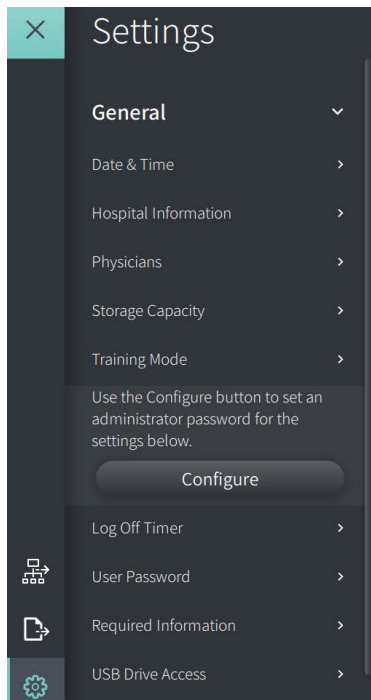 Settings
General
Date & Time
Hospital Information
Physicians
Storage Capacity
Training Mode
Use the Configure button to set an
administrator password for the
settings below.
Configure
Log Off Timer
User Password
Required Information
USB Drive Access